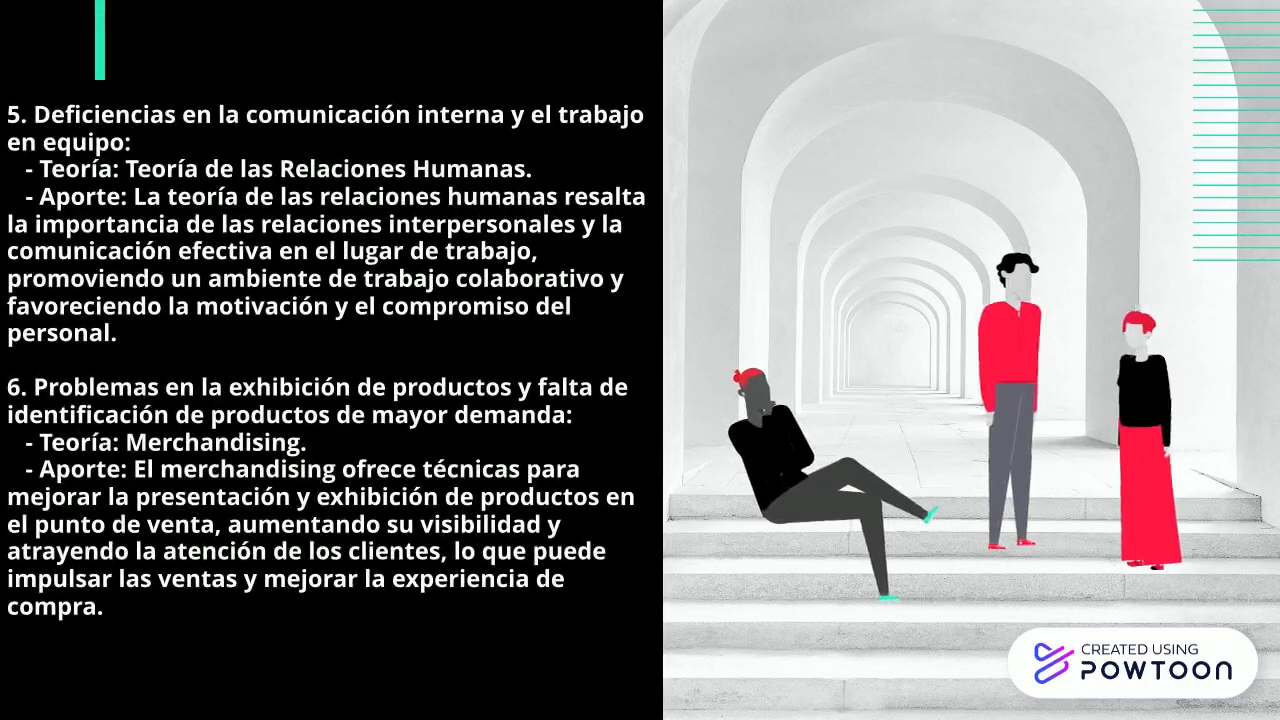 5. Deficiencias en la comunicación interna y el trabajo
en equipo:
- Teoría: Teoría de las Relaciones Humanas.
- Aporte: La teoría de las relaciones humanas resalta
la importancia de las relaciones interpersonales y la
comunicación efectiva en el lugar de trabajo,
promoviendo un ambiente de trabajo colaborativo y
favoreciendo la motivación y el compromiso del
personal.
6. Problemas en la exhibición de productos y falta de
identificación de productos de mayor demanda:
- Teoría: Merchandising.
- Aporte: El merchandising ofrece técnicas para
mejorar la presentación y exhibición de productos en
el punto de venta, aumentando su visibilidad y
atrayendo la atención de los clientes, lo que puede
impulsar las ventas y mejorar la experiencia de
compra.
CREATED USING
POWTOON